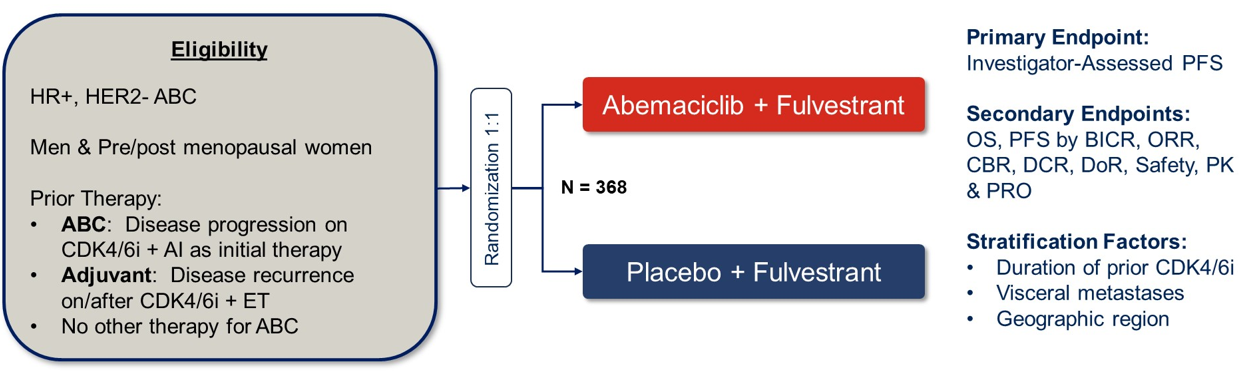 Eligibility
HR+, HER2- ABC
Men & Pre/post menopausal women
Prior Therapy:
• ABC: Disease progression on
CDK4/6i + AI as initial therapy
• Adjuvant: Disease recurrence
on/after CDK4/6i + ET
• No other therapy for ABC
Randomization 1:1
Abemaciclib + Fulvestrant
N = 368
Placebo + Fulvestrant
Primary Endpoint:
Investigator-Assessed PFS
Secondary Endpoints:
OS, PFS by BICR, ORR,
CBR, DCR, DoR, Safety, PK
& PRO
Stratification Factors:
• Duration of prior CDK4/6i
• Visceral metastases
• Geographic region